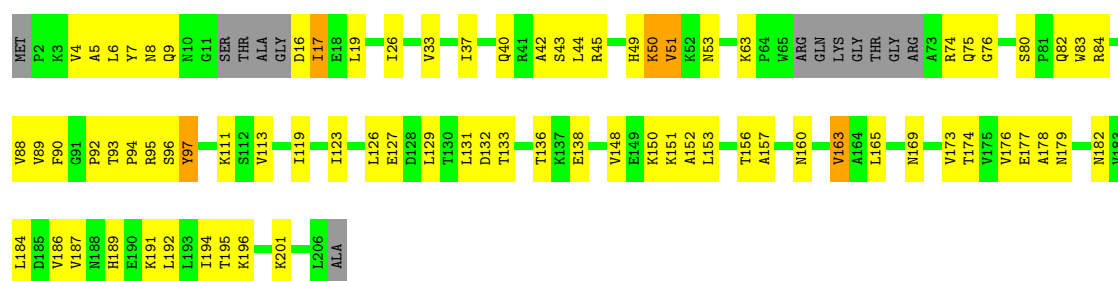 MET P2 K3 V4 A5 L6 Y7 N8 Q9 N10 G11 SER THR ALA GLY D16 I17 E18 L19 I26 V33 I37 Q40 R41 A42 S43 L44 R45 H49 K50 V51 K52 N53 K63 P64 W65 ARG GLN LYS GLY THR GLY ARG A73 R74 Q75 G76 S80 P81 Q82 W83 R84
V88 V89 F90 G91 P92 T93 P94 R95 S96 Y97 K111 S112 V113 I119 I123 L126 E127 D128 L129 T130 L131 D132 T133 T136 K137 E138 V148 E149 K150 K151 A152 L153 T156 A157 N160 V163 A164 L165 N169 V173 T174 V175 V176 E177 A178 N179 N182 V183
L184 D185 V186 V187 N188 H189 E190 K191 L192 L193 I194 T195 K196 K201 L206 ALA